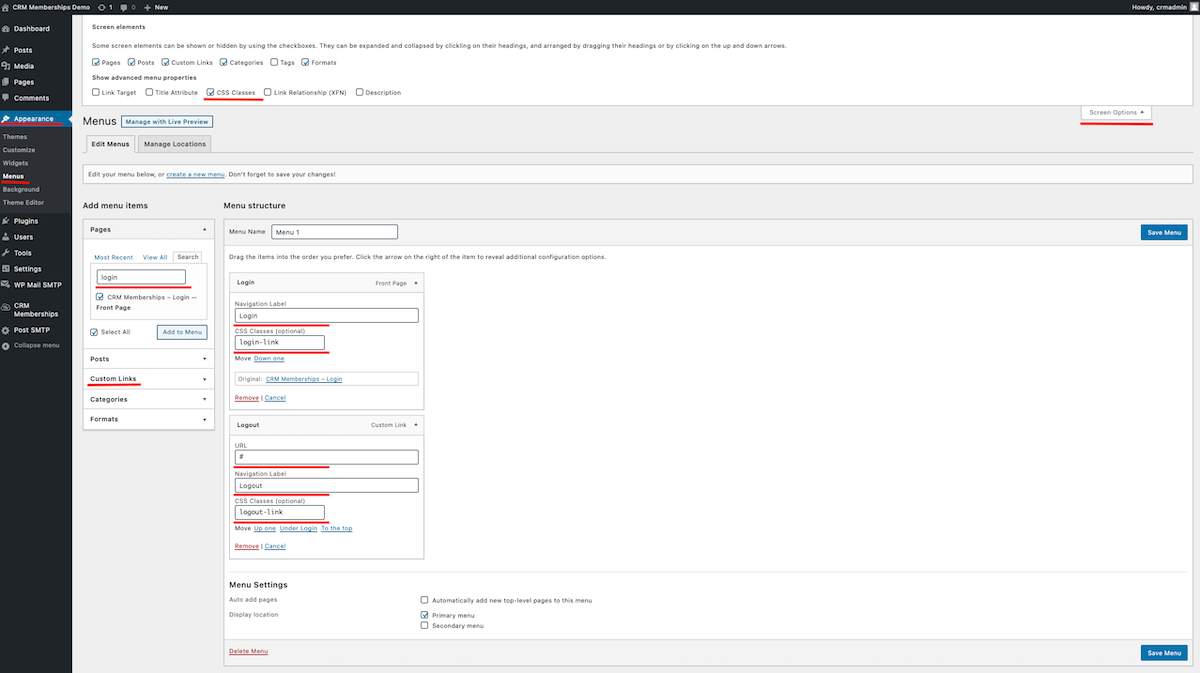 CRM Memberships Demo 1 0 + New Howdy, crmadmin
Dashboard
Posts
Media
Pages
Comments
Appearance
Themes
Customize
Widgets
Menus
Background
Theme Editor
Plugins
Users
Tools
Settings
WP Mail SMTP
CRM
Memberships
Post SMTP
Collapse menu
Screen elements
Some screen elements can be shown or hidden by using the checkboxes. They can be expanded and collapsed by clickling on their headings, and arranged by dragging their headings or by clicking on the up and down arrows.
Pages Posts Custom Links Categories Tags Formats
Show advanced menu properties
Link Target Title Attribute CSS Classes Link Relationship (XFN) Description
Screen Options
Menus Manage with Live Preview
Edit Menus Manage Locations
Edit your menu below, or create a new menu. Don't forget to save your changes!
Add menu items
Pages
Most Recent View All Search
login
CRM Memberships – Login —
Front Page
Select All Add to Menu
Posts
Custom Links
Categories
Formats
Menu structure
Menu Name Menu 1 Save Menu
Drag the items into the order you prefer. Click the arrow on the right of the item to reveal additional configuration options.
Login Front Page
Navigation Label
Login
CSS Classes (optional)
login-link
Move Down one
Original: CRM Memberships – Login
Remove | Cancel
Logout Custom Link
URL
#
Navigation Label
Logout
CSS Classes (optional)
logout-link
Move Up one Under Login To the top
Remove | Cancel
Menu Settings
Auto add pages Automatically add new top-level pages to this menu
Display location Primary menu
Secondary menu
Delete Menu Save Menu